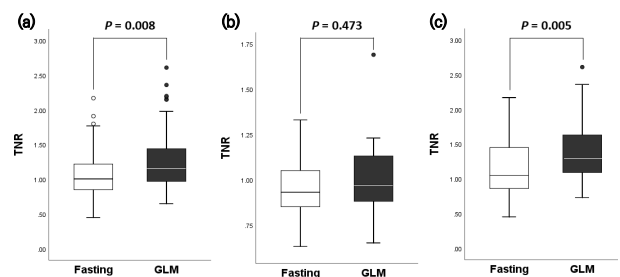 (a)
P = 0.008
TNR
3.00
2.50
2.00
1.50
1.00
.50
.00
Fasting GLM
(b)
P = 0.473
TNR
1.75
1.50
1.25
1.00
0.75
Fasting GLM
(c)
P = 0.005
TNR
3.00
2.50
2.00
1.50
1.00
.50
.00
Fasting GLM